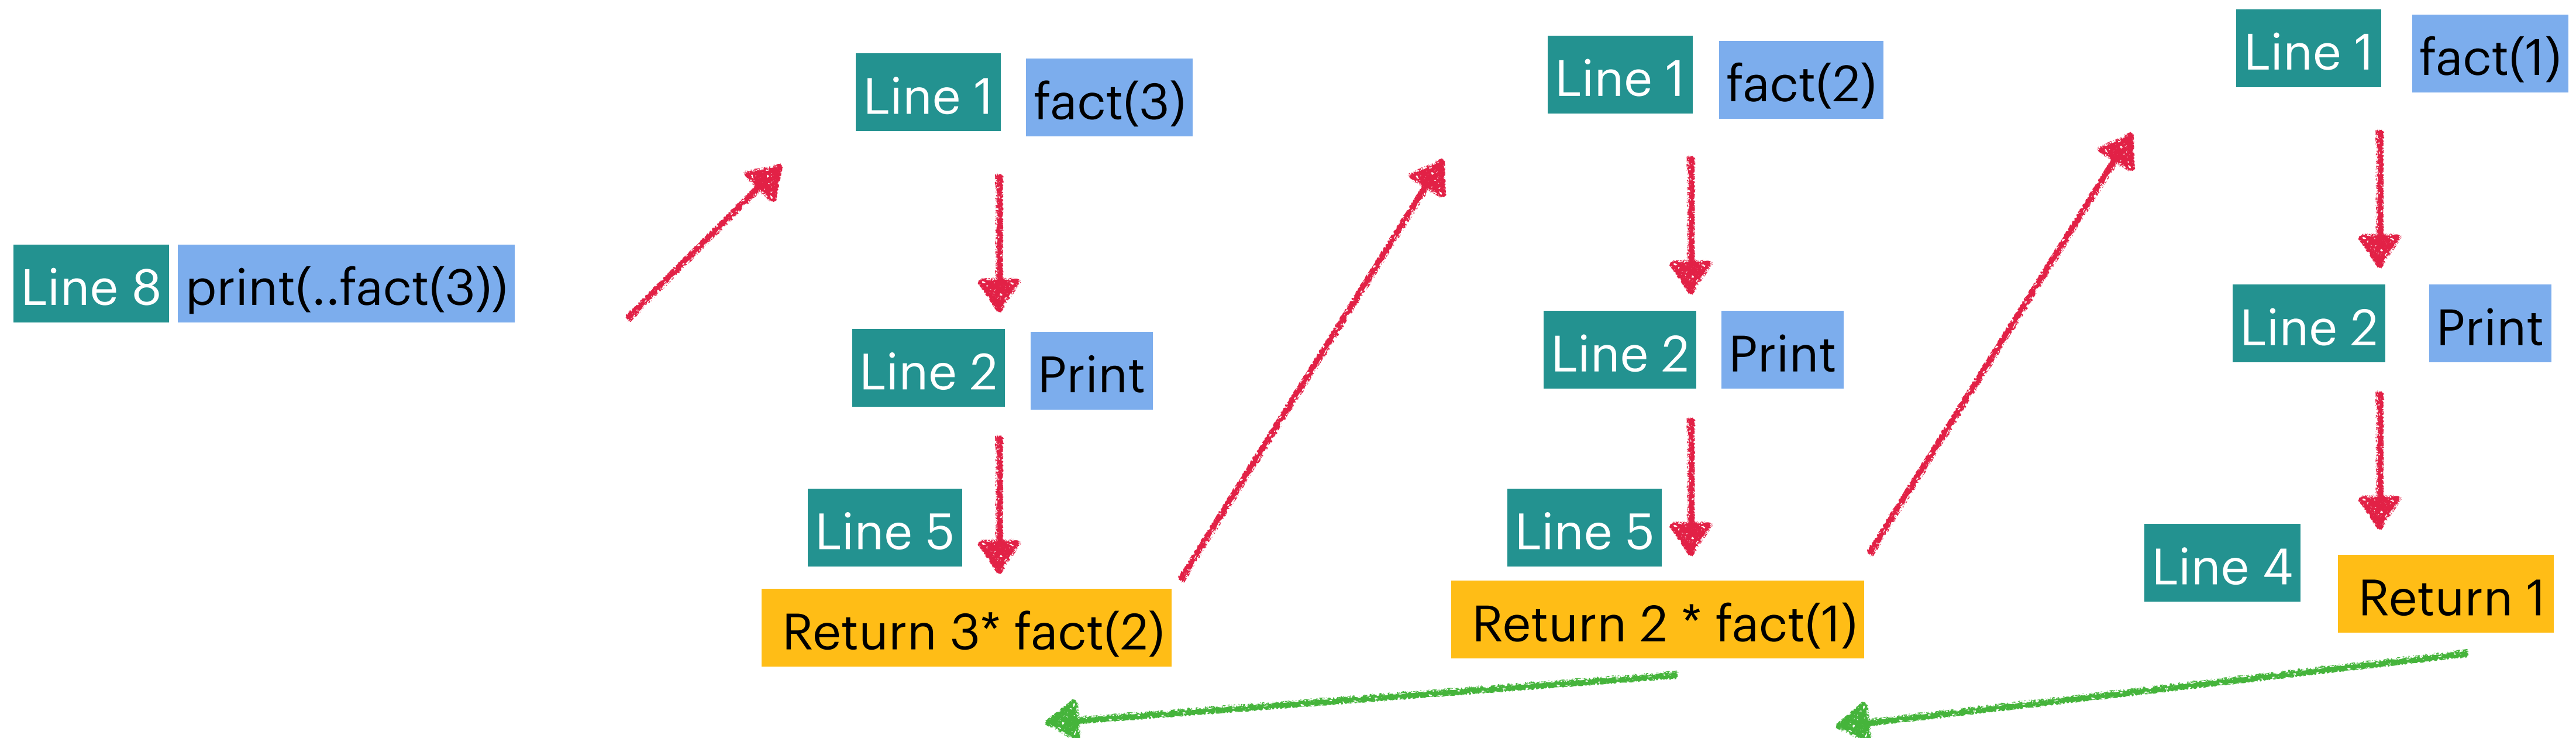 Line 8 print(..fact(3))
Line 1 fact(3)
Line 2 Print
Line 5
Return 3* fact(2)
Line 1 fact(2)
Line 2 Print
Line 5
Return 2 * fact(1)
Line 1 fact(1)
Line 2 Print
Line 4
Return 1